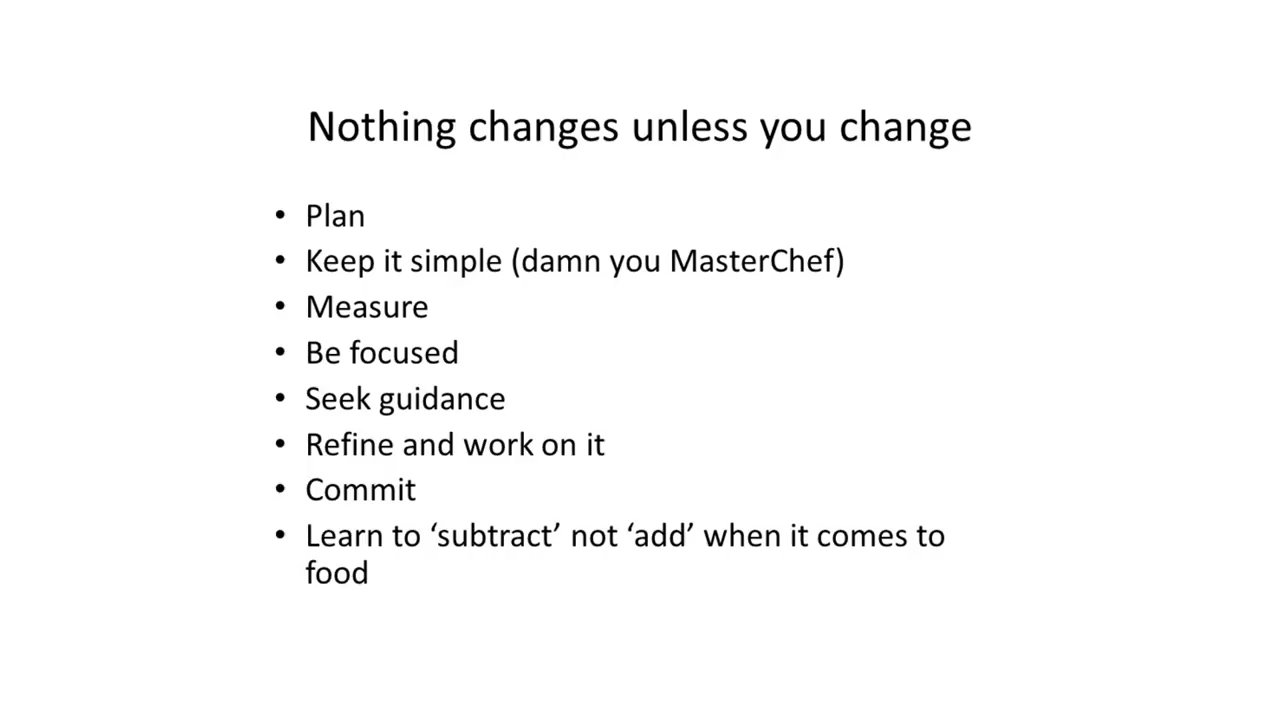 Nothing changes unless you change
• Plan
• Keep it simple (damn you MasterChef)
• Measure
• Be focused
• Seek guidance
• Refine and work on it
• Commit
• Learn to ‘subtract’ not ‘add’ when it comes to
food